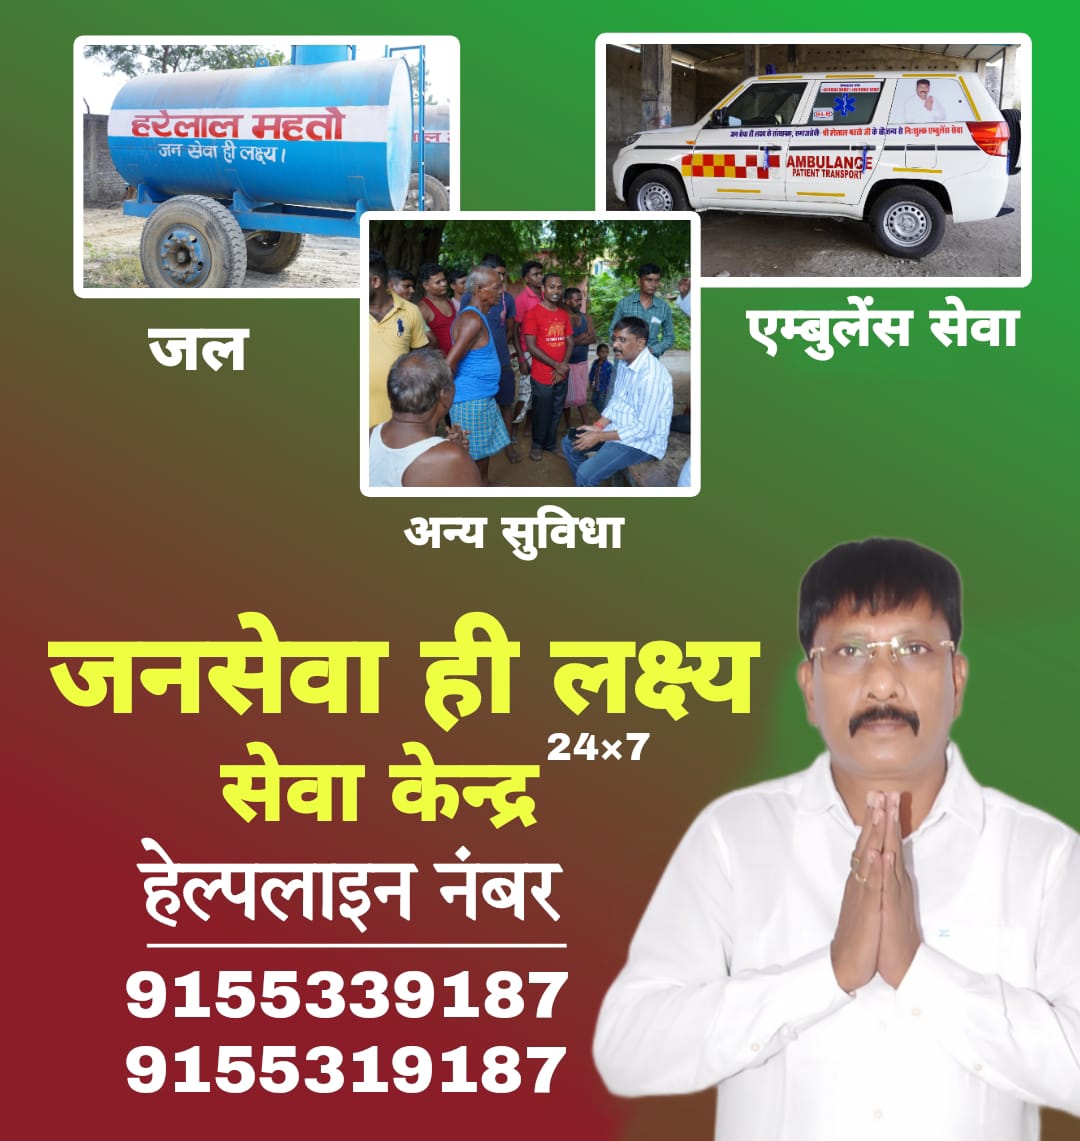 हरेलाल महतो
जन सेवा ही लक्ष्य।
AMBULANCE
PATIENT TRANSPORT
जल
एम्बुलेंस सेवा
अन्य सुविधा
जनसेवा ही लक्ष्य
24×7
सेवा केन्द्र
हेल्पलाइन नंबर
9155339187
9155319187